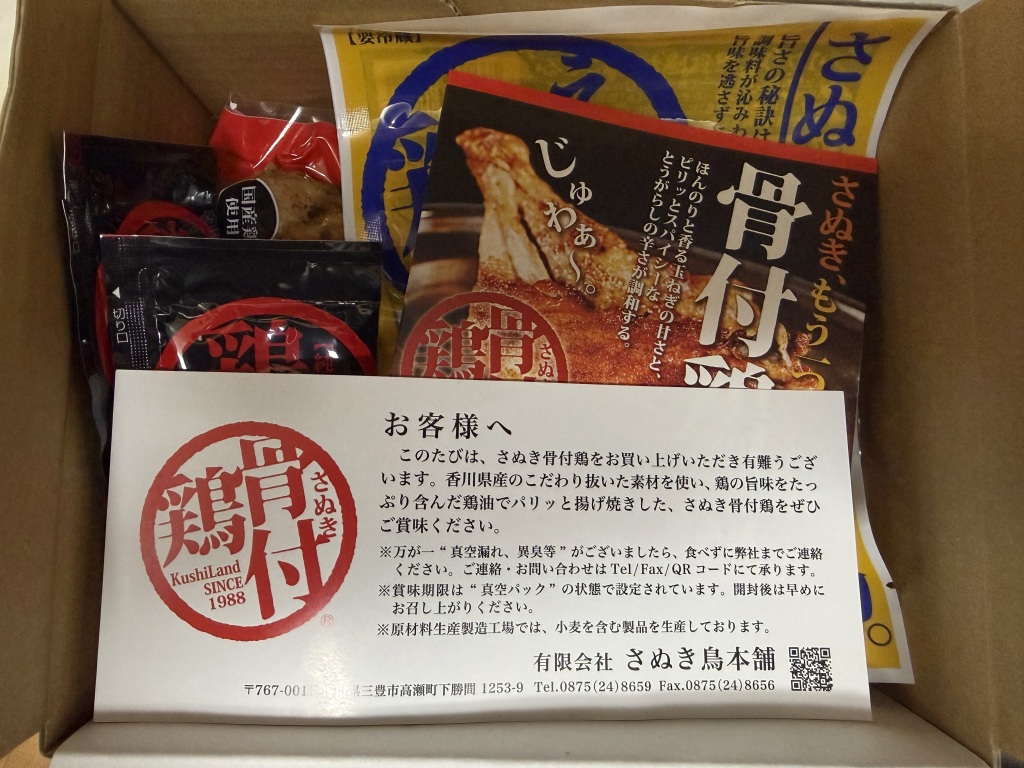 【要冷蔵】
旨さの秘訣は
調味料が沁みわ
旨味を逃さず
さぬ
鶏
国産鶏
使用
切り口
鶏
さぬき、もう一つ
骨付鶏
ほんのりと香る玉ねぎの甘さと、
ピリッとスパイシーな
とうがらしの辛さが調和する。
じゅわぁ〜。
さぬ
骨
鶏
さぬき
骨付
鶏
KushiLand
SINCE
1988
®
お客様へ
このたびは、さぬき骨付鶏をお買い上げいただき有難うござ
います。香川県産のこだわり抜いた素材を使い、鶏の旨味をたっ
ぷり含んだ鶏油でパリッと揚げ焼きした、さぬき骨付鶏をぜひ
ご賞味ください。
※万が一“真空漏れ、異臭等”がございましたら、食べずに弊社までご連絡
ください。ご連絡・お問い合わせはTel/Fax/QRコードにて承ります。
※賞味期限は“真空パック”の状態で設定されています。開封後は早めに
お召し上がりください。
※原材料生産製造工場では、小麦を含む製品を生産しております。
有限会社 さぬき鳥本舗
〒767-001 県三豊市高瀬町下勝間 1253-9 Tel.0875(24)8659 Fax.0875(24)8656